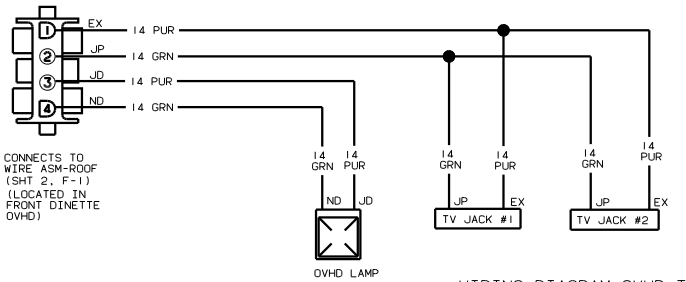 EX
1 14 PUR
JP
2 14 GRN
JD
3 14 PUR
ND
4 14 GRN
CONNECTS TO
WIRE ASM-ROOF
(SHT 2, F-1)
(LOCATED IN
FRONT DINETTE
OVHD)
14 GRN
14 PUR
14 GRN
14 PUR
14 GRN
14 PUR
ND JD
JP EX
JP EX
TV JACK #1
TV JACK #2
OVHD LAMP